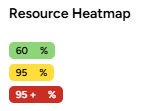 Resource Heatmap
60 %
95 %
95 + %